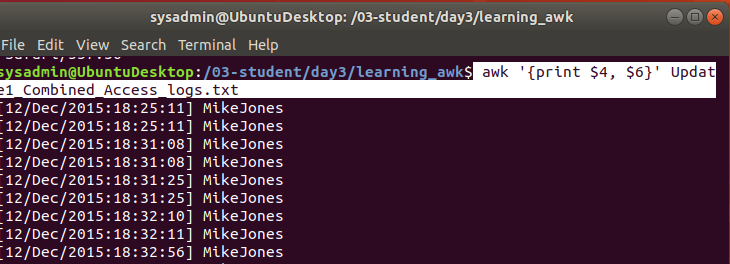 sysadmin@UbuntuDesktop: /03-student/day3/learning_awk
File Edit View Search Terminal Help
sysadmin@UbuntuDesktop:/03-student/day3/learning_awk$ awk '{print $4, $6}' Updat
e1_Combined_Access_logs.txt
[12/Dec/2015:18:25:11] MikeJones
[12/Dec/2015:18:25:11] MikeJones
[12/Dec/2015:18:31:08] MikeJones
[12/Dec/2015:18:31:08] MikeJones
[12/Dec/2015:18:31:25] MikeJones
[12/Dec/2015:18:31:25] MikeJones
[12/Dec/2015:18:32:10] MikeJones
[12/Dec/2015:18:32:11] MikeJones
[12/Dec/2015:18:32:56] MikeJones